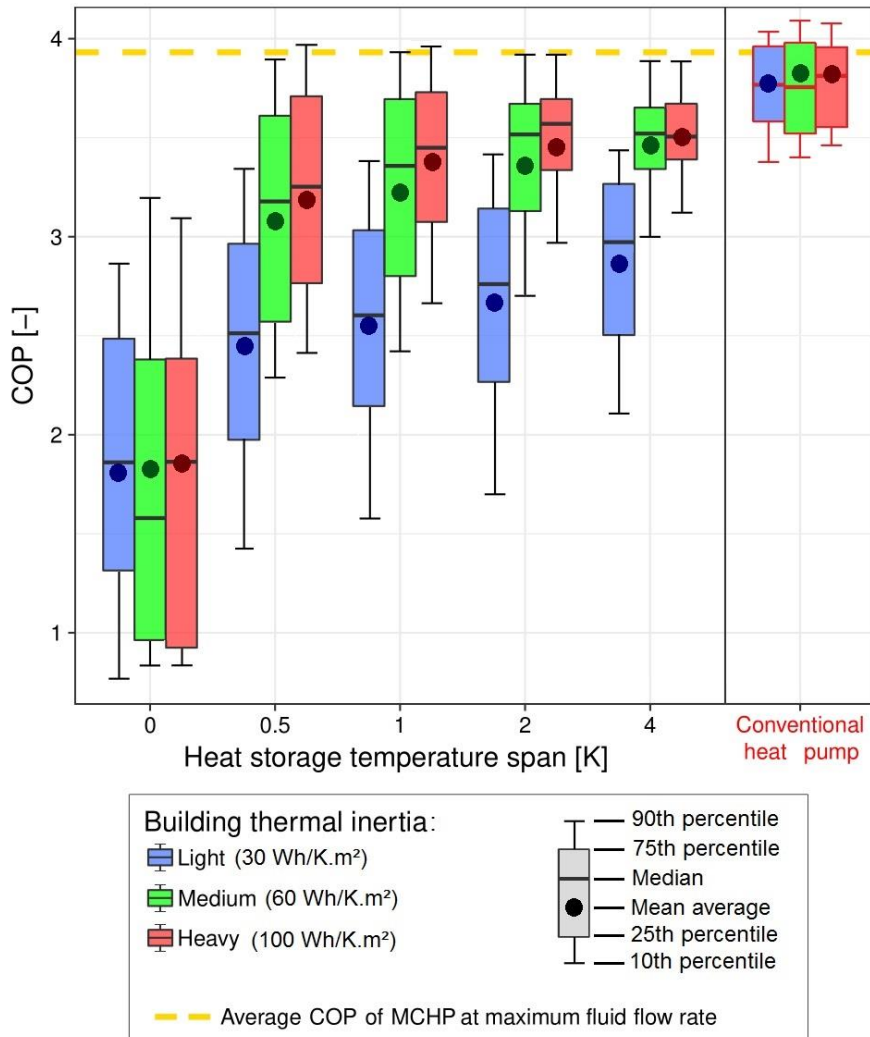 4
3
2
1
COP [-]
0
0.5
1
2
4
Conventional
heat pump
Heat storage temperature span [K]
Building thermal inertia:
Light (30 Wh/K.m²)
Medium (60 Wh/K.m²)
Heavy (100 Wh/K.m²)
90th percentile
75th percentile
Median
Mean average
25th percentile
10th percentile
Average COP of MCHP at maximum fluid flow rate